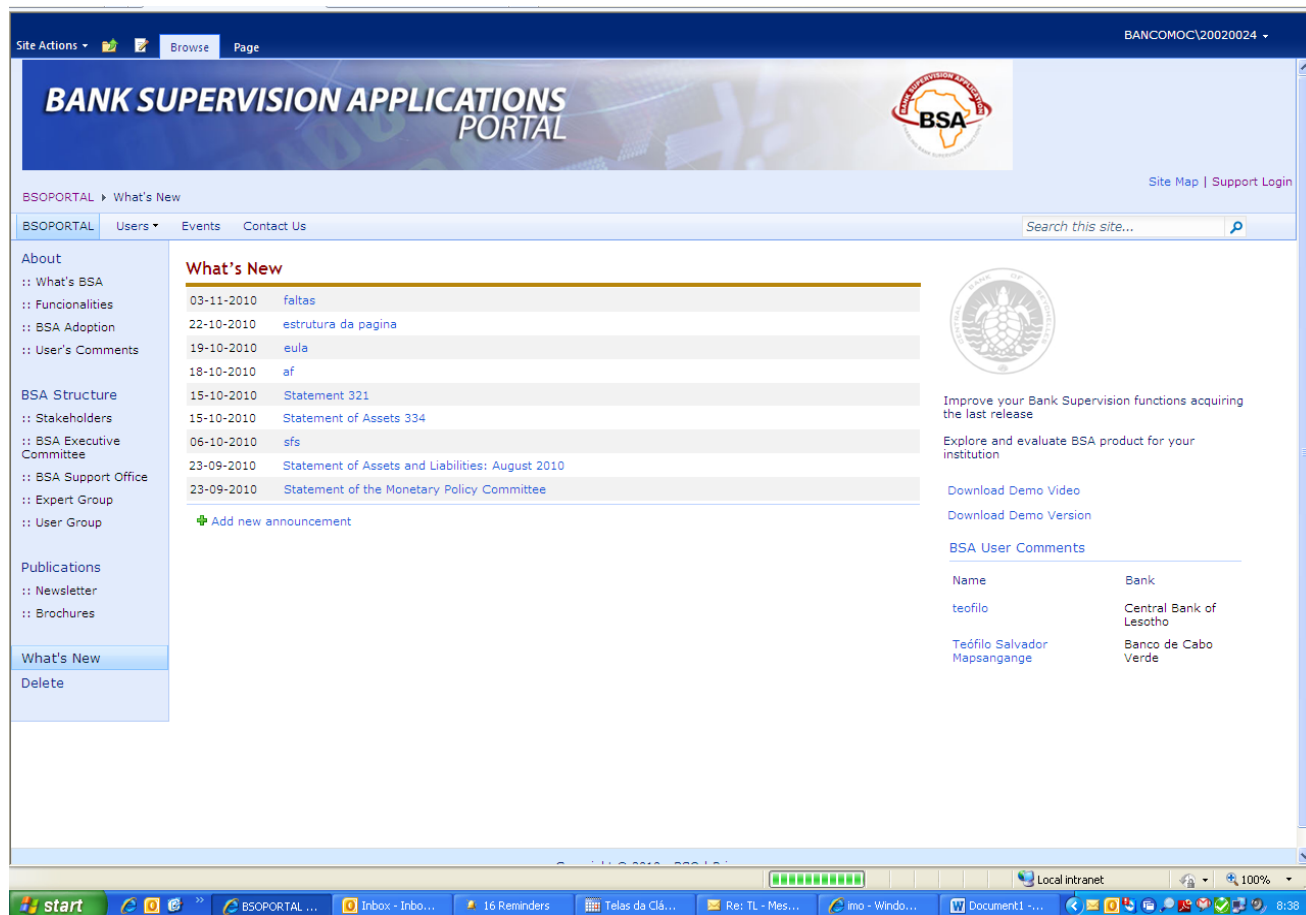 Site Actions Browse Page BANCOMOC\20020024
BANK SUPERVISION APPLICATIONS
PORTAL
BANK SUPERVISION APPLICATION
BSA
Site Map | Support Login
BSOPORTAL What's New
BSOPORTAL Users Events Contact Us Search this site...
About
:: What's BSA
:: Funcionalities
:: BSA Adoption
:: User's Comments
BSA Structure
:: Stakeholders
:: BSA Executive
Committee
:: BSA Support Office
:: Expert Group
:: User Group
Publications
:: Newsletter
:: Brochures
What's New
Delete
What's New
03-11-2010 faltas
22-10-2010 estrutura da pagina
19-10-2010 eula
18-10-2010 af
15-10-2010 Statement 321
15-10-2010 Statement of Assets 334
06-10-2010 sfs
23-09-2010 Statement of Assets and Liabilities: August 2010
23-09-2010 Statement of the Monetary Policy Committee
Add new announcement
CENTRAL BANK OF SEYCHELLES
Improve your Bank Supervision functions acquiring
the last release
Explore and evaluate BSA product for your
institution
Download Demo Video
Download Demo Version
BSA User Comments
Name Bank
teofilo Central Bank of
Lesotho
Teófilo Salvador Banco de Cabo
Mapsangange Verde
Local intranet 100%
start BSOPORTAL ... Inbox - Inbo... 16 Reminders Telas da Clá... Re: TL - Mes... imo - Windo... Document1 -... 8:38